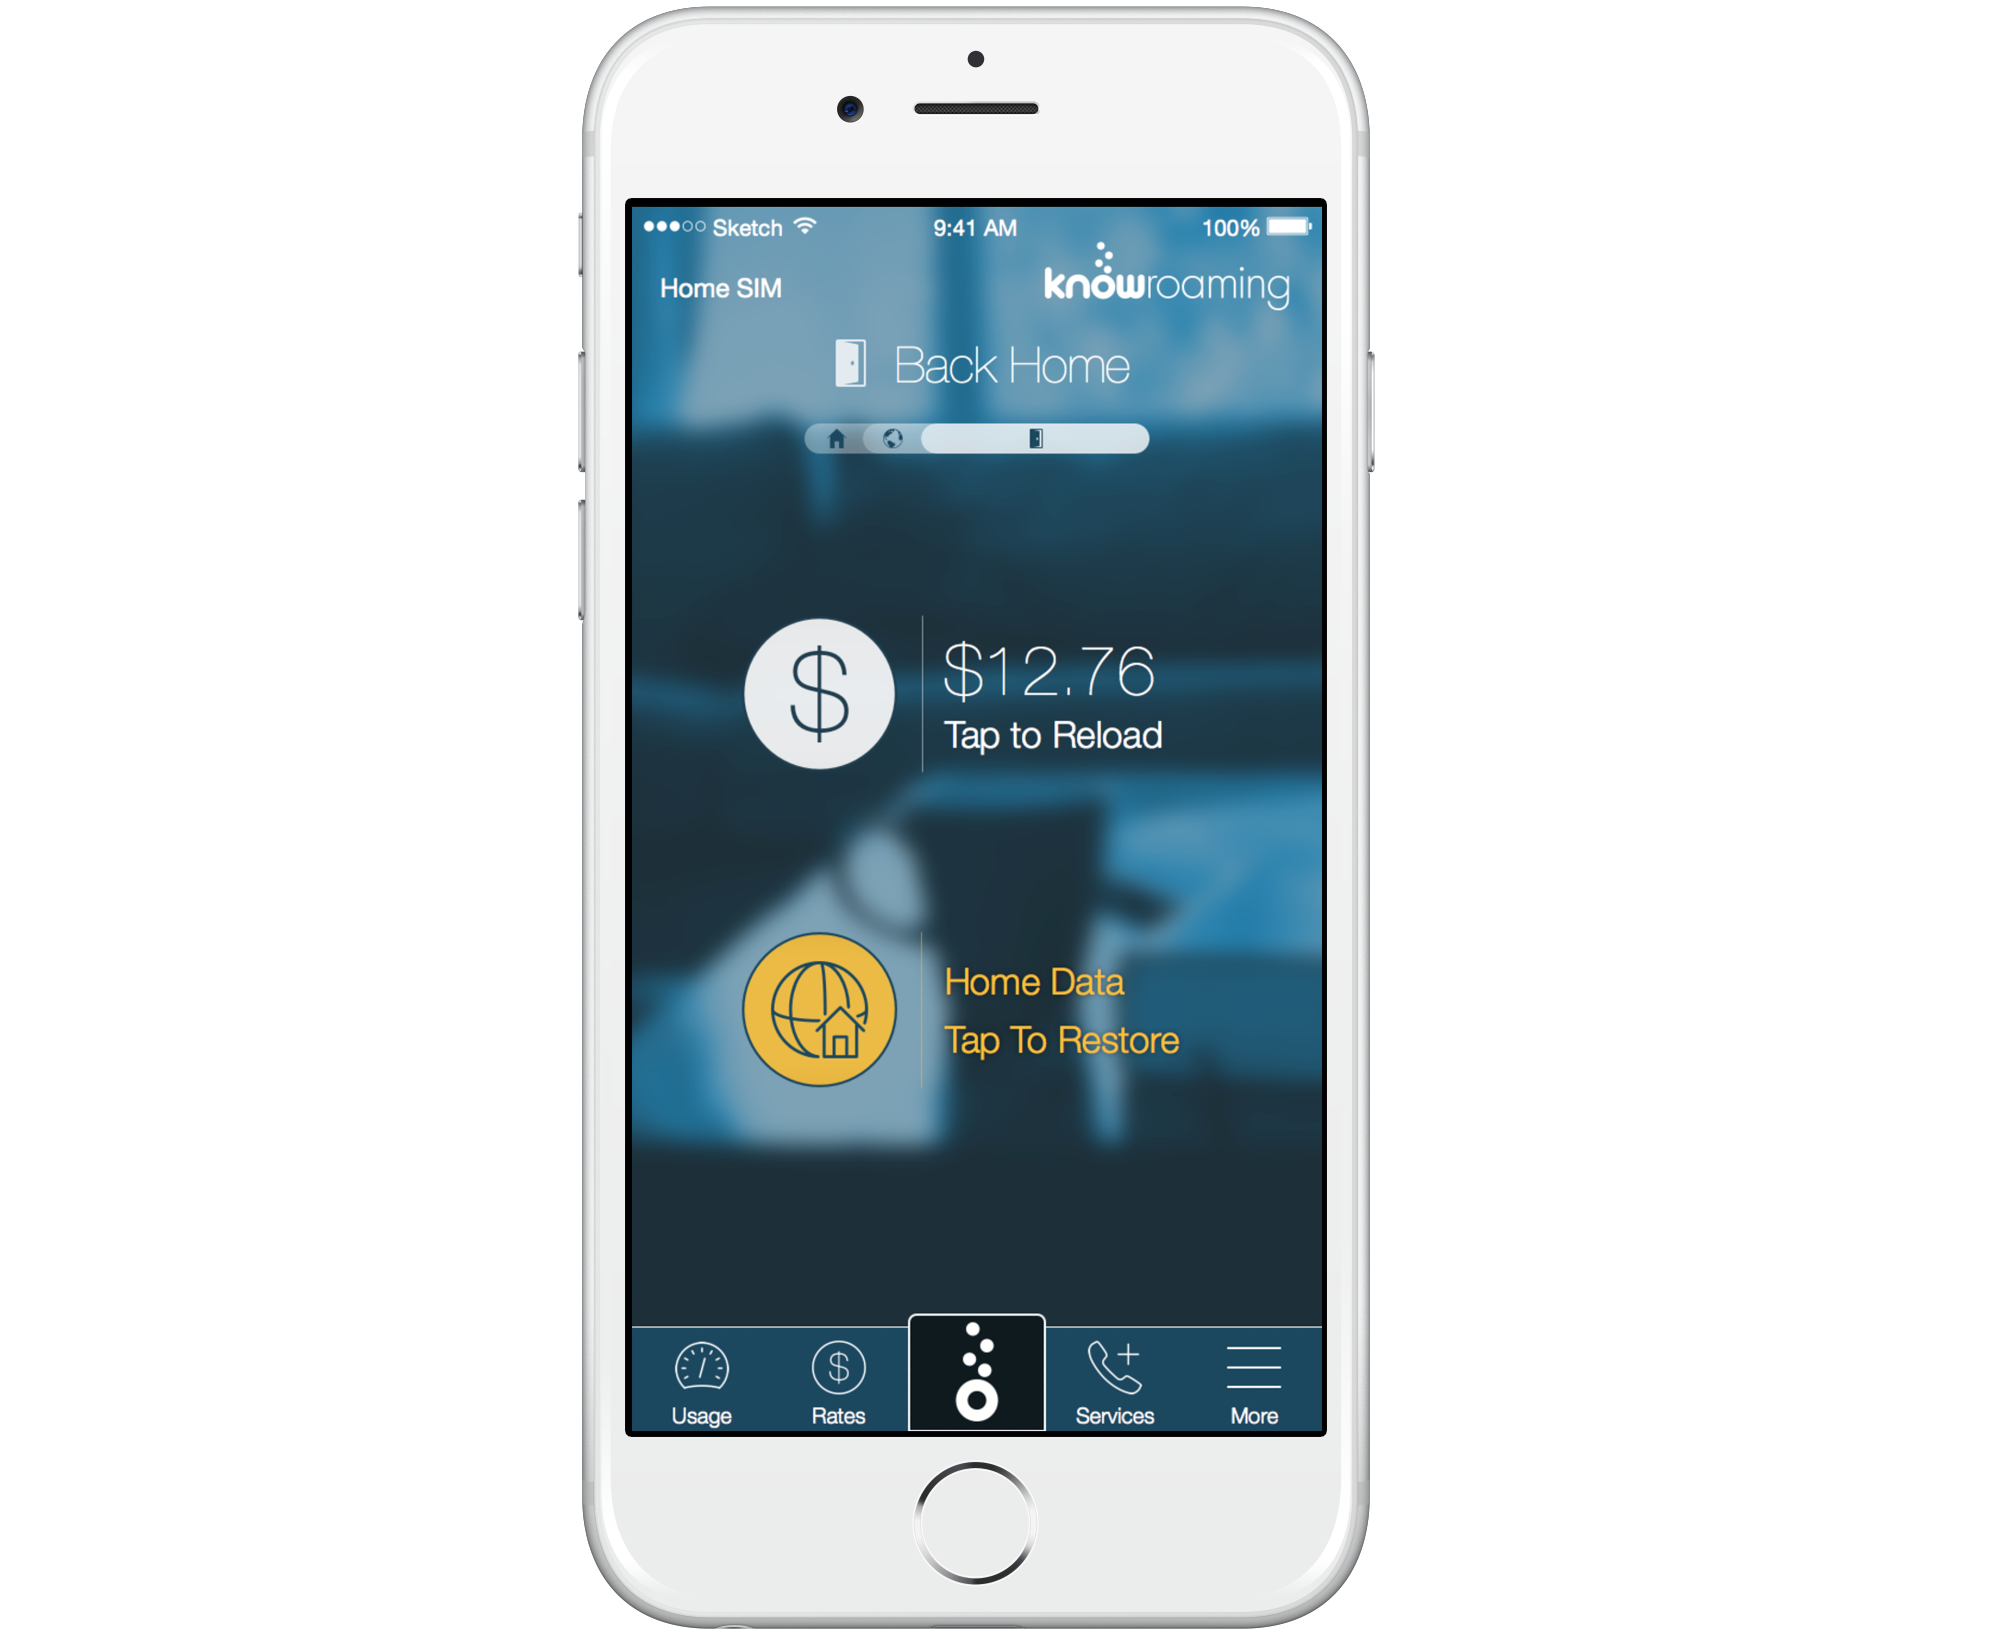 Sketch 9:41 AM 100%
Home SIM knowroaming
Back Home
$
$12.76
Tap to Reload
Home Data
Tap To Restore
$
Usage Rates Services More